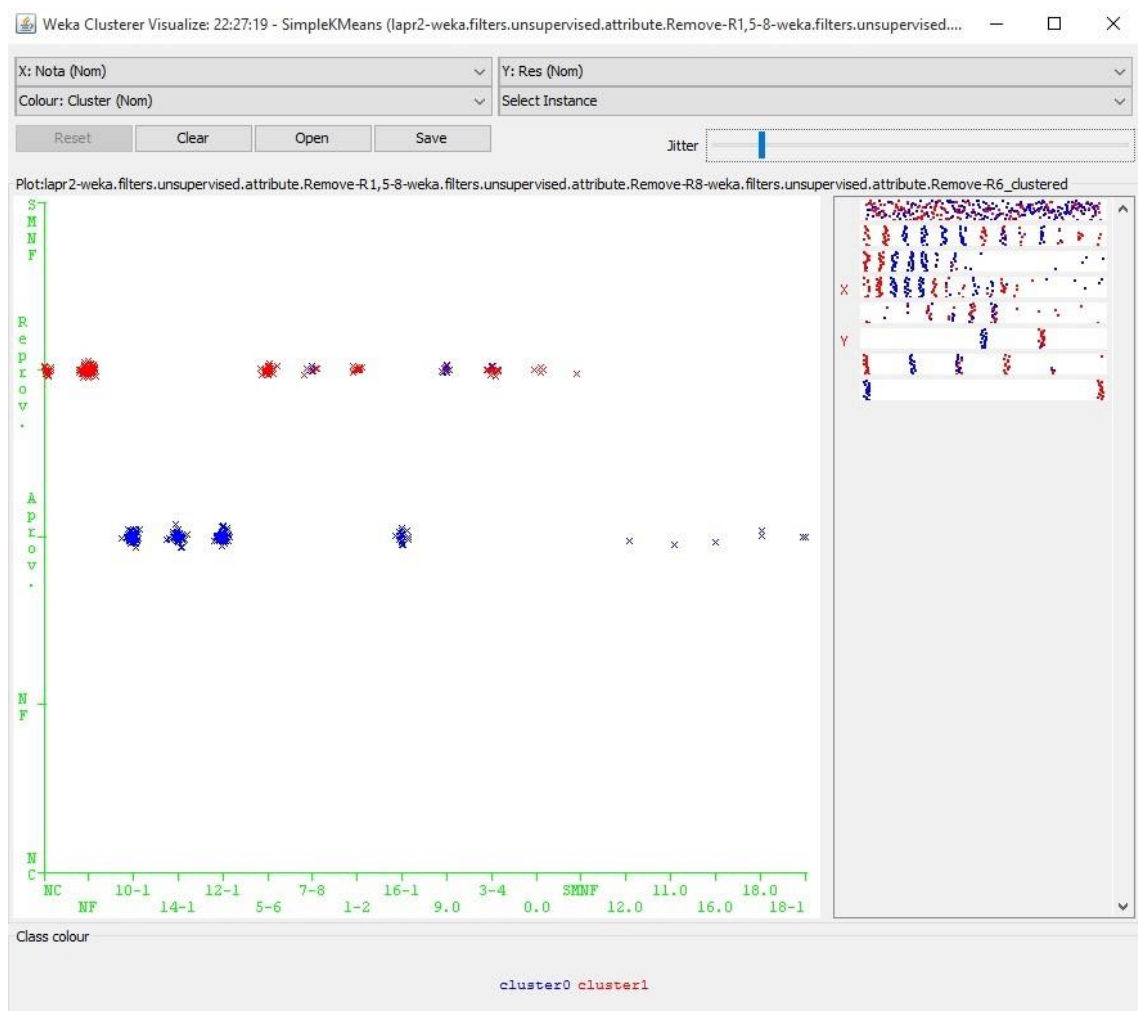 Weka Clusterer Visualize: 22:27:19 - SimpleKMeans (lapr2-weka.filters.unsupervised.attribute.Remove-R1,5-8-weka.filters.unsupervised....
X: Nota (Nom)
Y: Res (Nom)
Colour: Cluster (Nom)
Select Instance
Reset Clear Open Save
Jitter
Plot:lapr2-weka.filters.unsupervised.attribute.Remove-R1,5-8-weka.filters.unsupervised.attribute.Remove-R8-weka.filters.unsupervised.attribute.Remove-R6_clustered
SMNF
Reprov.
Aprov.
NF
NC
X
Y
NC 10-1 12-1 7-8 16-1 3-4 SMNF 11.0 18.0
NF 14-1 5-6 1-2 9.0 0.0 12.0 16.0 18-1
Class colour
cluster0 cluster1